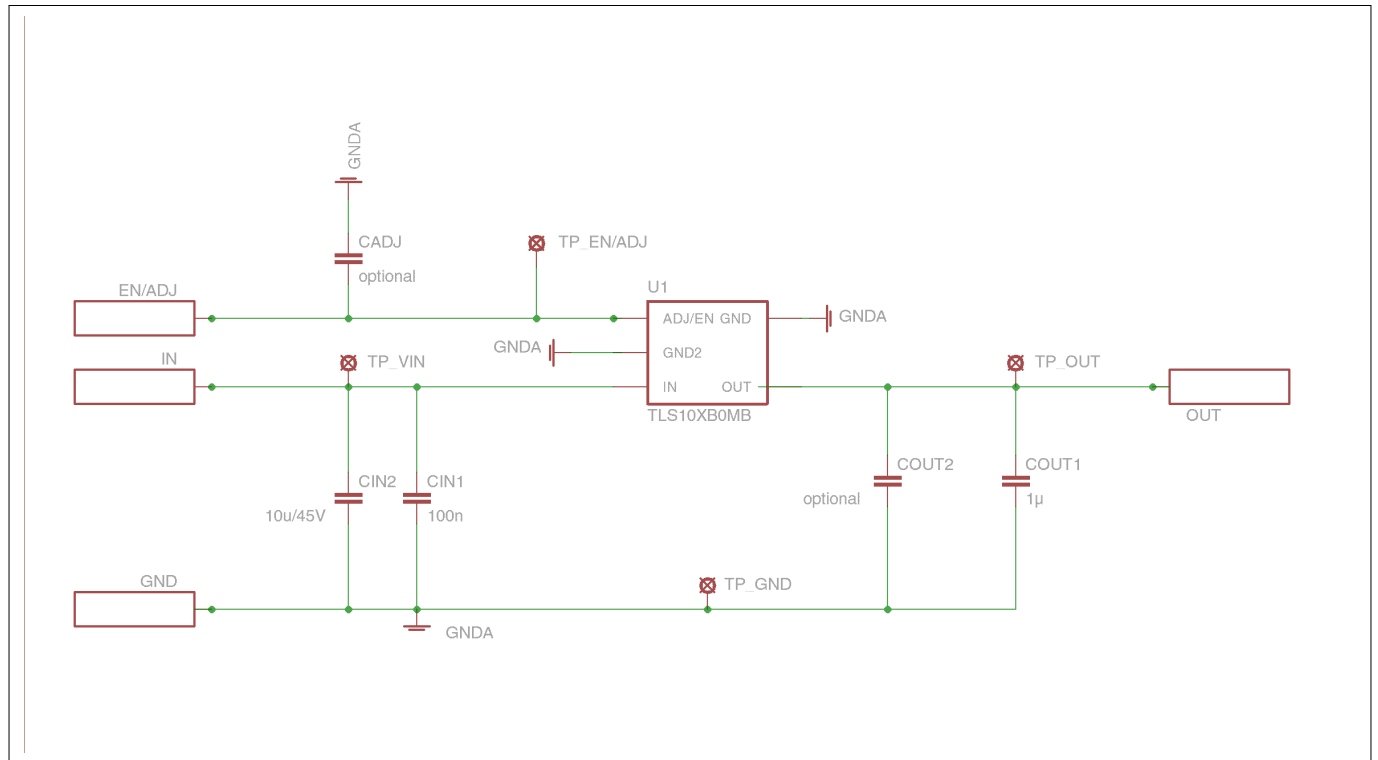 GNDA
CADJ
TP_EN/ADJ
optional
EN/ADJ
U1
ADJ/EN GND
GNDA
GNDA
GND2
IN
TP_VIN
TP_OUT
IN
OUT
TLS10XB0MB
OUT
COUT2
COUT1
CIN2
CIN1
optional
1µ
10u/45V
100n
GND
TP_GND
GNDA